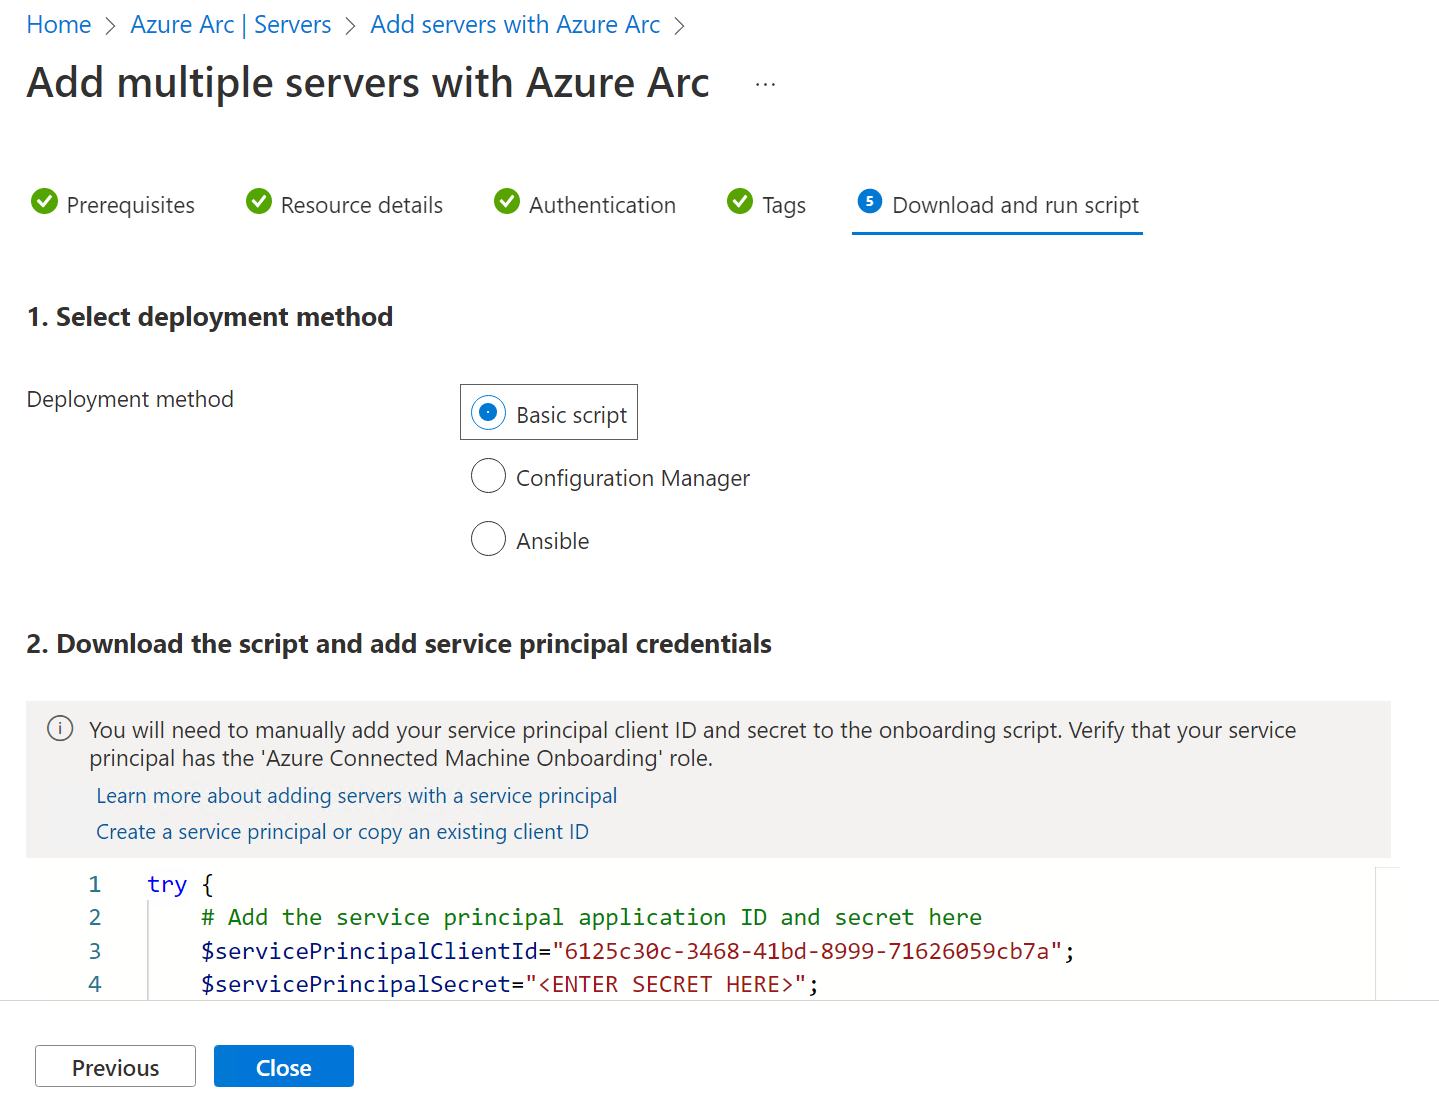 Home > Azure Arc | Servers > Add servers with Azure Arc >
Add multiple servers with Azure Arc ...
Prerequisites Resource details Authentication Tags 5 Download and run script
1. Select deployment method
Deployment method
Basic script
Configuration Manager
Ansible
2. Download the script and add service principal credentials
You will need to manually add your service principal client ID and secret to the onboarding script. Verify that your service
principal has the 'Azure Connected Machine Onboarding' role.
Learn more about adding servers with a service principal
Create a service principal or copy an existing client ID
1 try {
2 # Add the service principal application ID and secret here
3 $servicePrincipalClientId="6125c30c-3468-41bd-8999-71626059cb7a";
4 $servicePrincipalSecret="<ENTER SECRET HERE>";
Previous Close